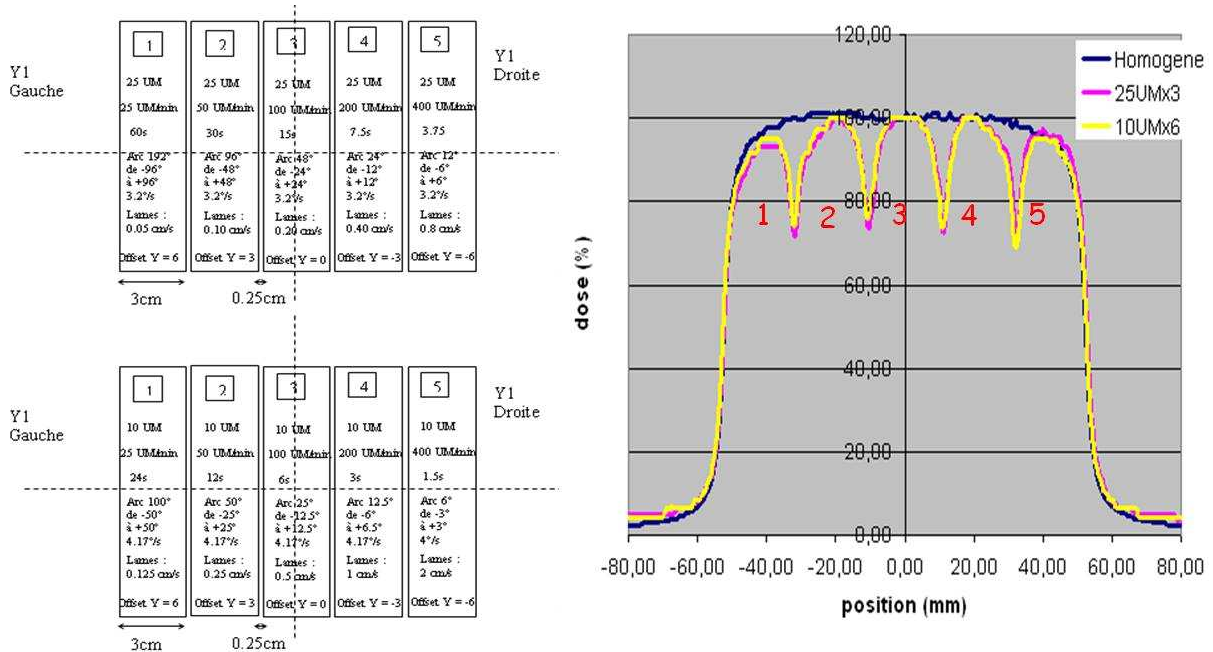 Y1
Gauche
1
25 UM
25 UM/min
60s
Arc 192°
de -96°
à +96°
3.2°/s
Lames :
0.05 cm/s
Offset Y = 6
2
25 UM
50 UM/min
30s
Arc 96°
de -48°
à +48°
3.2°/s
Lames :
0.10 cm/s
Offset Y = 3
3
25 UM
100 UM/min
15s
Arc 48°
de -24°
à +24°
3.2°/s
Lames :
0.20 cm/s
Offset Y = 0
4
25 UM
200 UM/min
7.5s
Arc 24°
de -12°
à +12°
3.2°/s
Lames :
0.40 cm/s
Offset Y = -3
5
25 UM
400 UM/min
3.75
Arc 12°
de -6°
à +6°
3.2°/s
Lames :
0.8 cm/s
Offset Y = -6
Y1
Droite
3cm
0.25cm
Y1
Gauche
1
10 UM
25 UM/min
24s
Arc 100°
de -50°
à +50°
4.17°/s
Lames :
0.125 cm/s
Offset Y = 6
2
10 UM
50 UM/min
12s
Arc 50°
de -25°
à +25°
4.17°/s
Lames :
0.25 cm/s
Offset Y = 3
3
10 UM
100 UM/min
6s
Arc 25°
de -12.5°
à +12.5°
4.17°/s
Lames :
0.5 cm/s
Offset Y = 0
4
10 UM
200 UM/min
3s
Arc 12.5°
de -6°
à +6.5°
4.17°/s
Lames :
1 cm/s
Offset Y = -3
5
10 UM
400 UM/min
1.5s
Arc 6°
de -3°
à +3°
4°/s
Lames :
2 cm/s
Offset Y = -6
Y1
Droite
3cm
0.25cm
120,00
100,00
80,00
60,00
40,00
20,00
0,00
dose (%)
Homogene
25UMx3
10UMx6
1 2 3 4 5
-80,00 -60,00 -40,00 -20,00 0,00 20,00 40,00 60,00 80,00
position (mm)